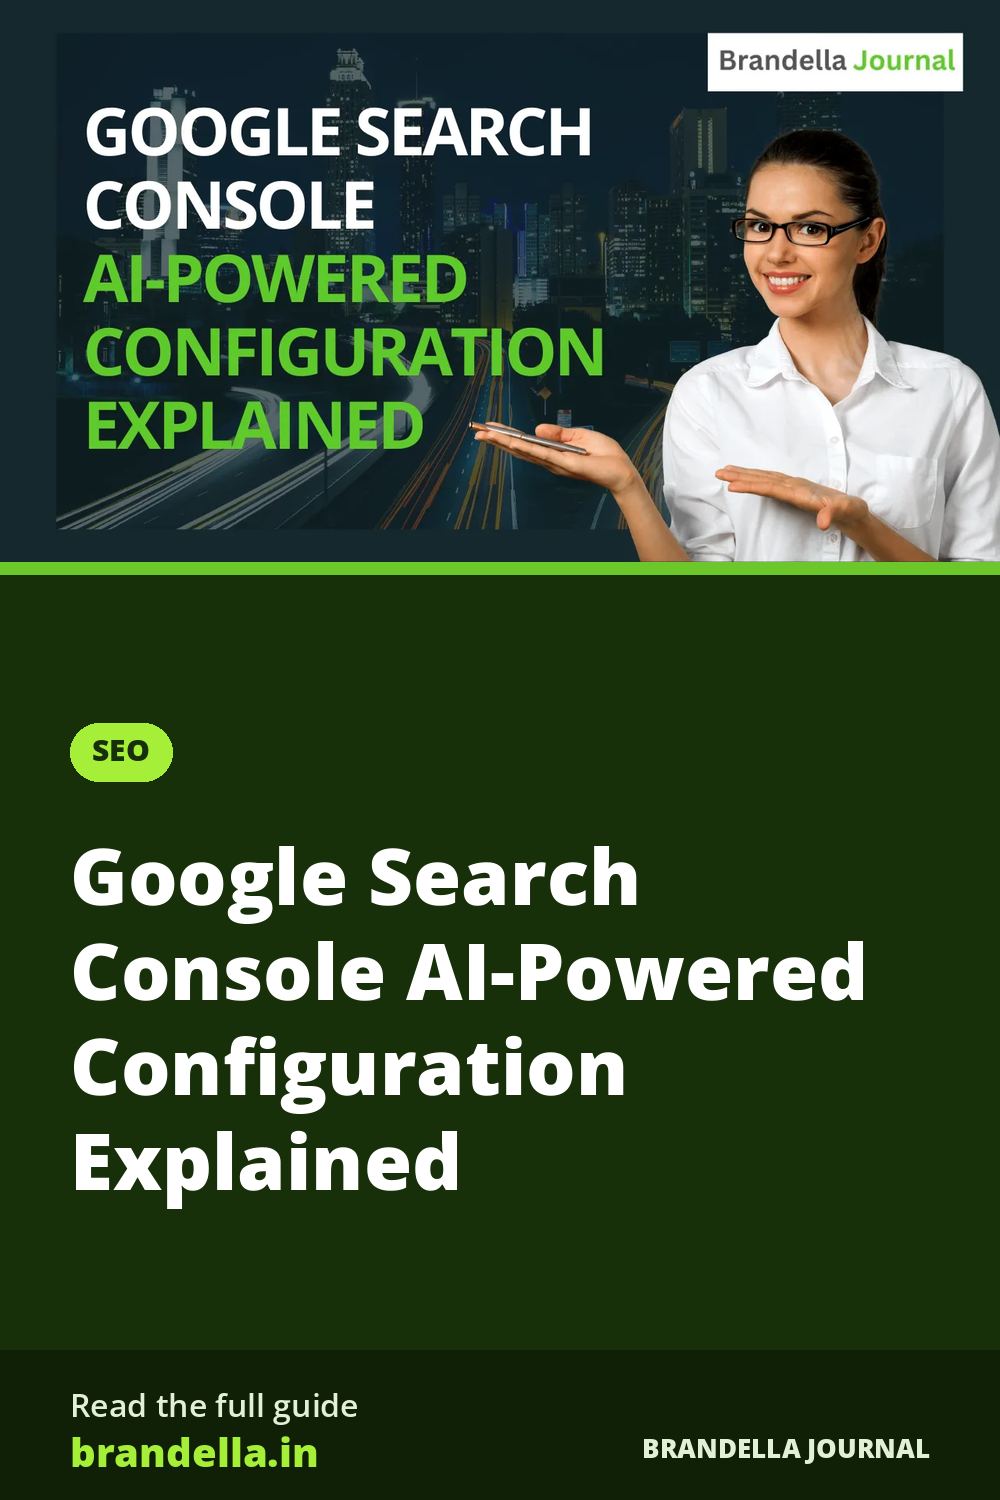 Brandella Journal
GOOGLE SEARCH
CONSOLE
AI-POWERED
CONFIGURATION
EXPLAINED
SEO
Google Search
Console AI-Powered
Configuration
Explained
Read the full guide
brandella.in
BRANDELLA JOURNAL